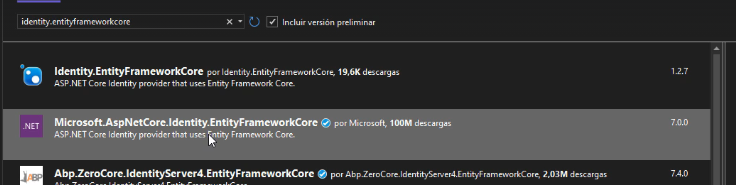 identity.entityframeworkcore
Incluir versión preliminar
Identity.EntityFrameworkCore por Identity.EntityFrameworkCore, 19,6K descargas
1.2.7
ASP.NET Core Identity provider that uses Entity Framework Core.
.NET
Microsoft.AspNetCore.Identity.EntityFrameworkCore por Microsoft, 100M descargas
7.0.0
ASP.NET Core Identity provider that uses Entity Framework Core.
ABP
Abp.ZeroCore.IdentityServer4.EntityFrameworkCore por Abp.ZeroCore.IdentityServer4.EntityFrameworkCore, 2,03M descargas
7.4.0